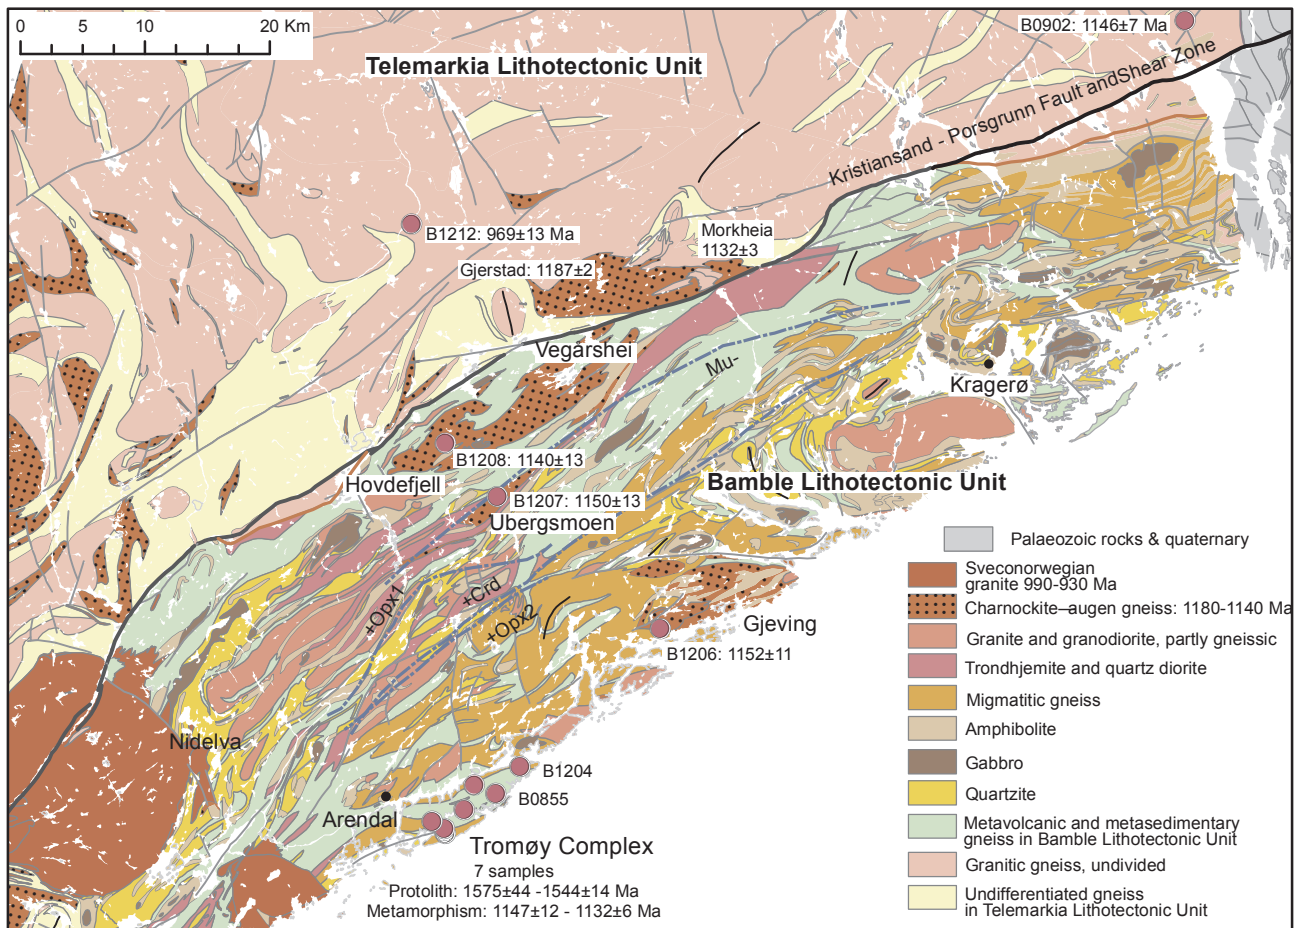 0 5 10 20 Km
B0902: 1146±7 Ma
Telemarkia Lithotectonic Unit
Kristiansand - Porsgrunn Fault andShear Zone
B1212: 969±13 Ma
Morkheia
1132±3
Gjerstad: 1187±2
Vegårshei
Mu-
Kragerø
B1208: 1140±13
Hovdefjell
Bamble Lithotectonic Unit
B1207: 1150±13
Ubergsmoen
+Opx1
+Crd
+Opx2
Gjeving
B1206: 1152±11
Nidelva
B1204
B0855
Arendal
Tromøy Complex
7 samples
Protolith: 1575±44 -1544±14 Ma
Metamorphism: 1147±12 - 1132±6 Ma
Palaeozoic rocks & quaternary
Sveconorwegian
granite 990-930 Ma
Charnockite–augen gneiss: 1180-1140 Ma
Granite and granodiorite, partly gneissic
Trondhjemite and quartz diorite
Migmatitic gneiss
Amphibolite
Gabbro
Quartzite
Metavolcanic and metasedimentary
gneiss in Bamble Lithotectonic Unit
Granitic gneiss, undivided
Undifferentiated gneiss
in Telemarkia Lithotectonic Unit